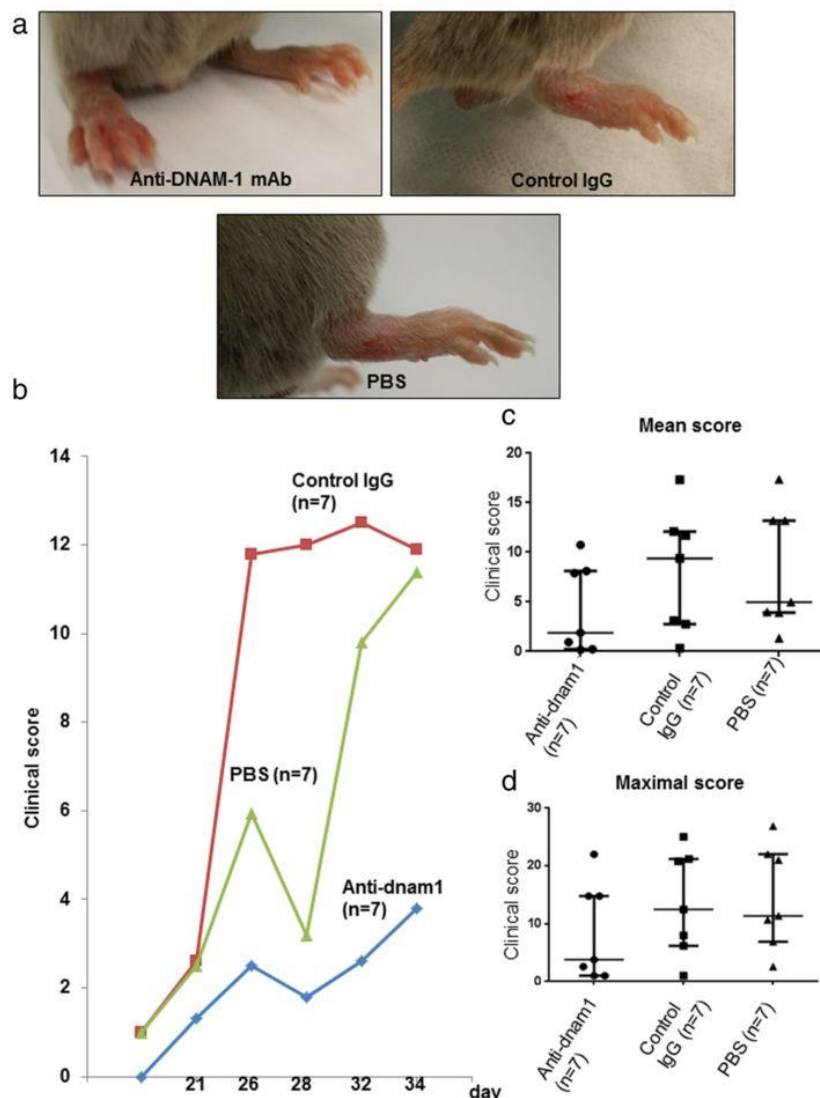 a
Anti-DNAM-1 mAb
Control IgG
PBS
b
14
12
10
8
6
4
2
0
Clinical score
Control IgG
(n=7)
PBS (n=7)
Anti-dnam1
(n=7)
21 26 28 32 34 day
c
Mean score
20
15
10
5
0
Clinical score
Anti-dnam1
(n=7)
Control
IgG (n=7)
PBS (n=7)
d
Maximal score
30
20
10
0
Clinical score
Anti-dnam1
(n=7)
Control
IgG (n=7)
PBS (n=7)